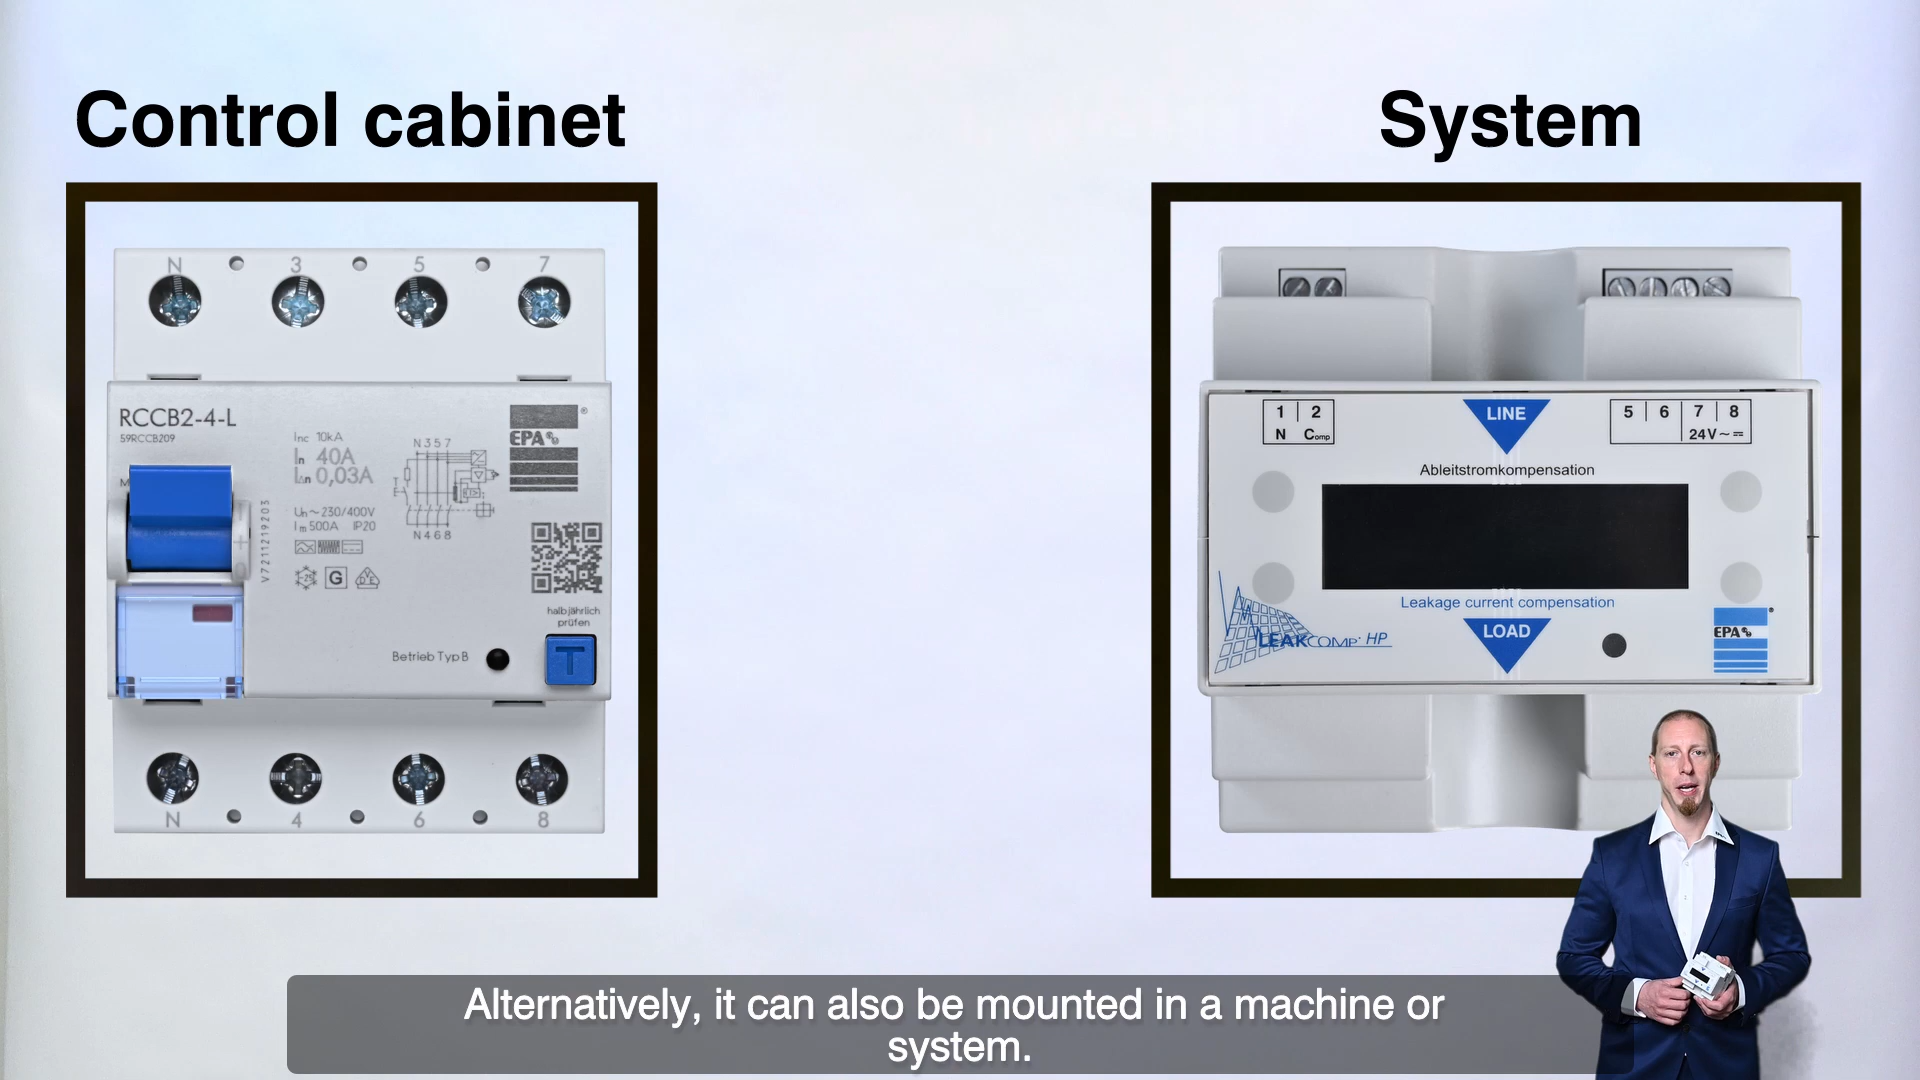 Control cabinet
System
N 3 5 7
RCCB2-4-L
59RCCB209
Inc 10kA
In 40A
IΔn 0,03A
Un~230/400V
Im 500A IP20
V7211219203
-25
G
N 3 5 7
T
N 4 6 8
EPA
halbjährlich
prüfen
Betrieb Typ B
T
N 4 6 8
1 2
N Comp
LINE
5 6 7 8
24V
Ableitstromkompensation
Leakage current compensation
LEAKCOMP® HP
LOAD
EPA
Alternatively, it can also be mounted in a machine or
system.